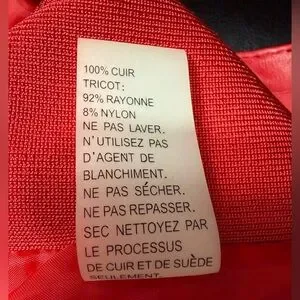 100% CUIR
TRICOT:
92% RAYONNE
8% NYLON
NE PAS LAVER.
N'UTILISEZ PAS
D'AGENT DE
BLANCHIMENT.
NE PAS SÉCHER.
NE PAS REPASSER.
SEC NETTOYEZ PAR
LE PROCESSUS
DE CUIR ET DE SUÈDE
SEULEMENT